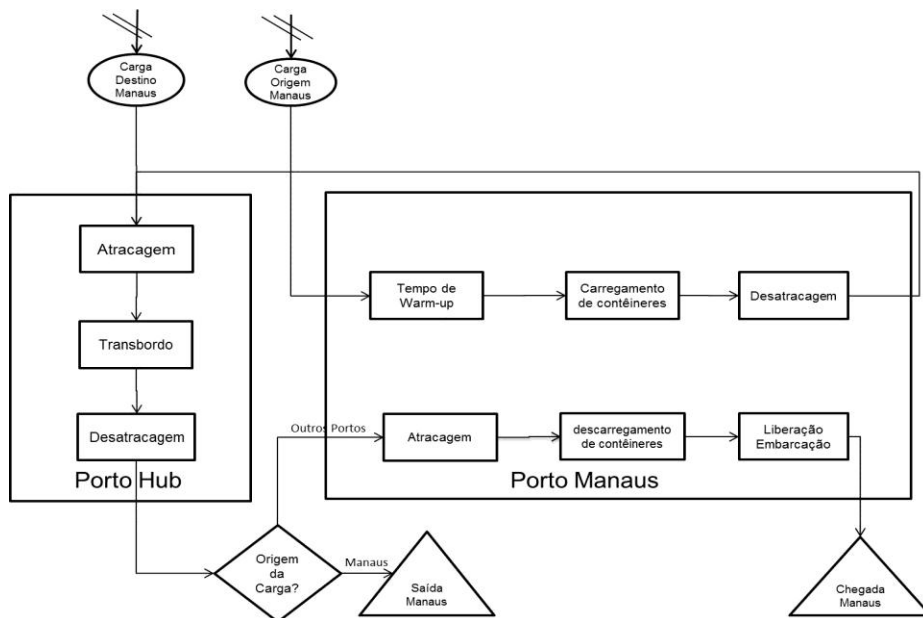 Carga
Destino
Manaus
Carga
Origem
Manaus
Atracagem
Transbordo
Desatracagem
Porto Hub
Tempo de
Warm-up
Carregamento
de contêineres
Desatracagem
Outros Portos
Atracagem
descarregamento
de contêineres
Liberação
Embarcação
Porto Manaus
Origem
da
Carga?
Manaus
Saída
Manaus
Chegada
Manaus